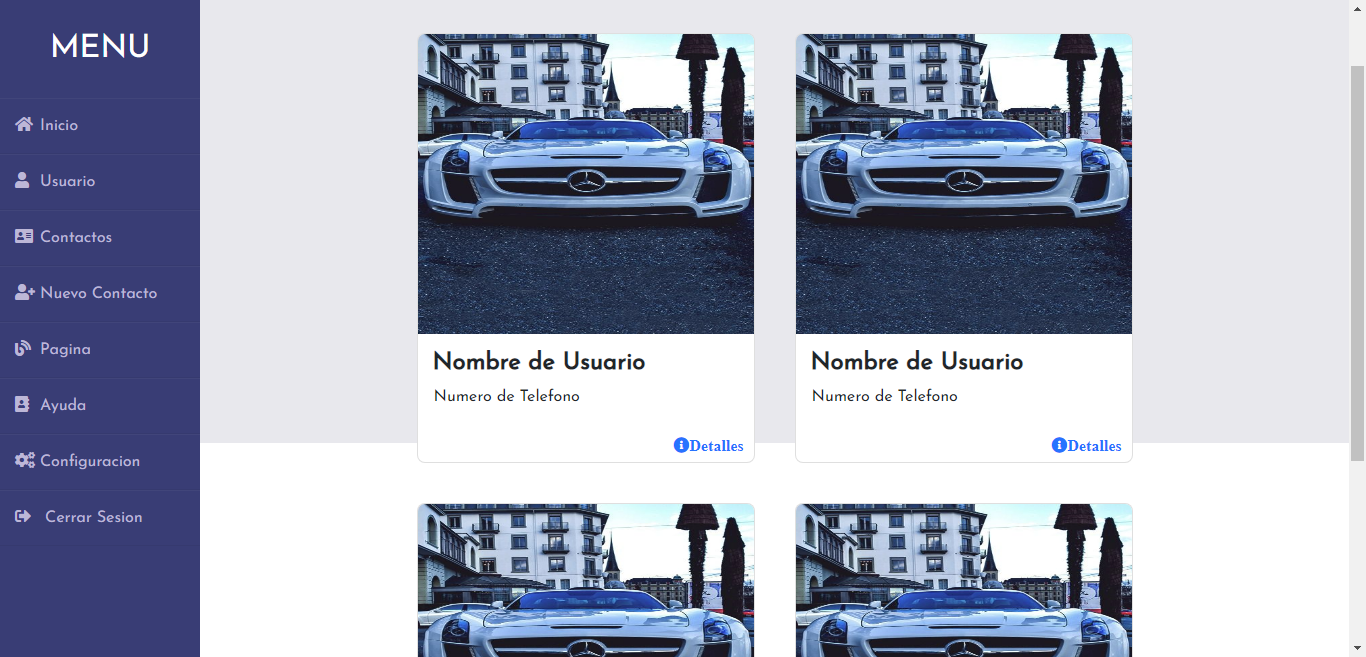 MENU
Inicio
Usuario
Contactos
Nuevo Contacto
Pagina
Ayuda
Configuracion
Cerrar Sesion
Nombre de Usuario
Numero de Telefono
Detalles
Nombre de Usuario
Numero de Telefono
Detalles